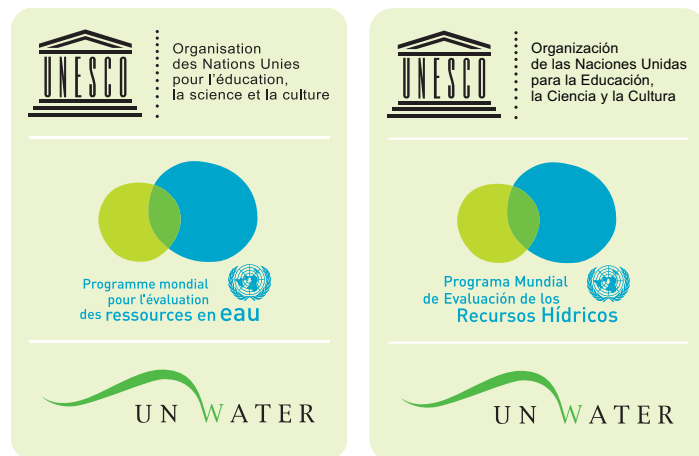 UNESCO
Organisation
des Nations Unies
pour l'éducation,
la science et la culture
Programme mondial
pour l'évaluation
des ressources en eau
UN WATER
UNESCO
Organización
de las Naciones Unidas
para la Educación,
la Ciencia y la Cultura
Programa Mundial
de Evaluación de los
Recursos Hídricos
UN WATER